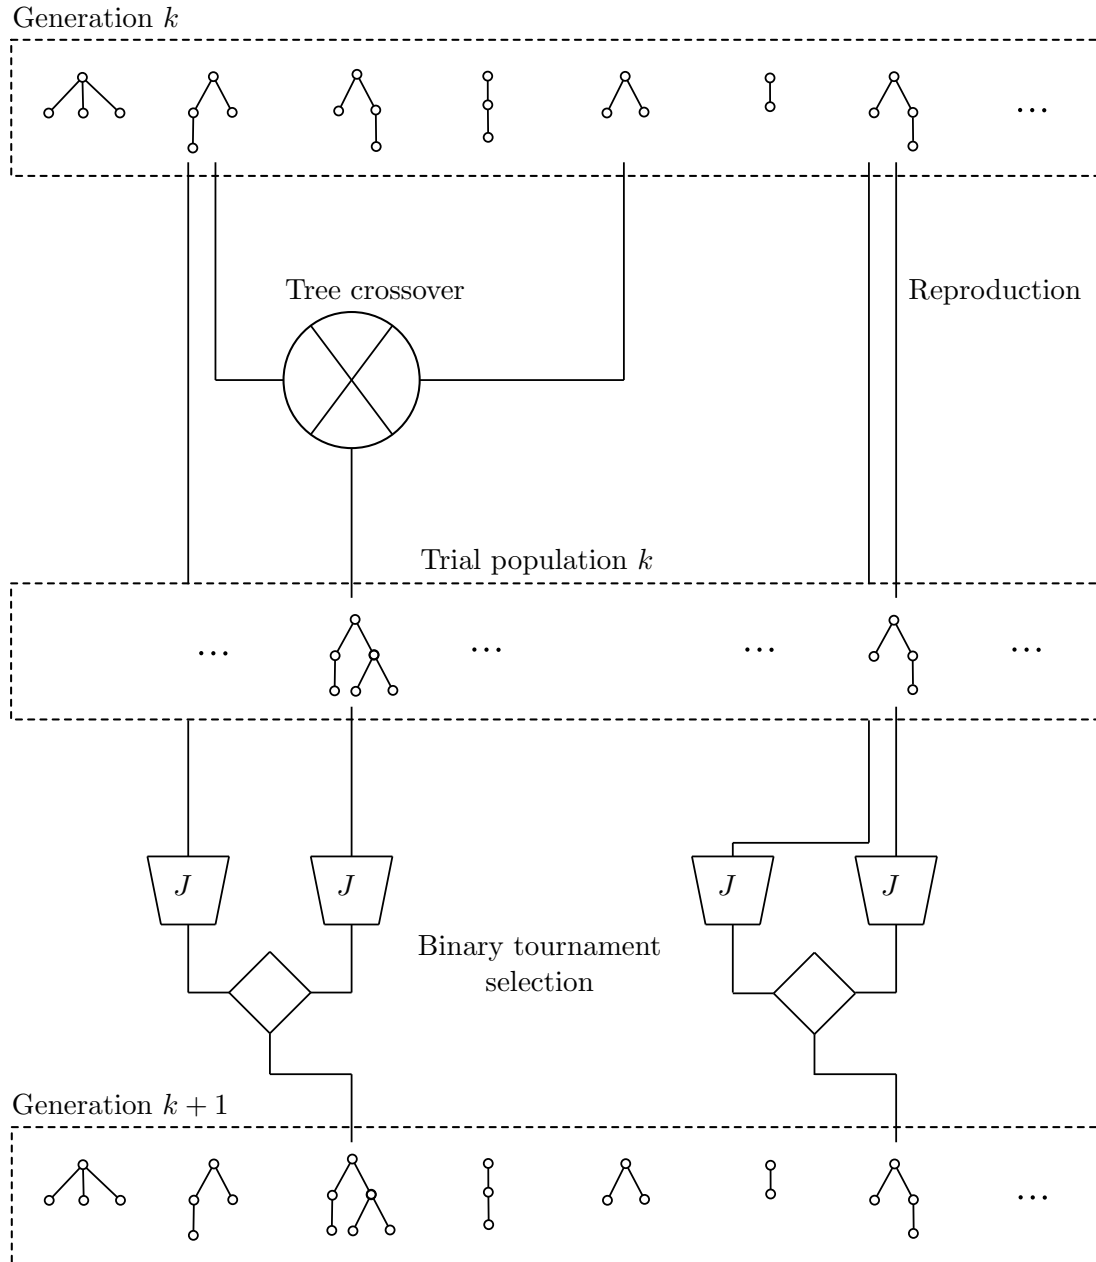 Generation k
...
Tree crossover
Reproduction
Trial population k
... ... ... ...
J J J J
Binary tournament
selection
Generation k + 1
...